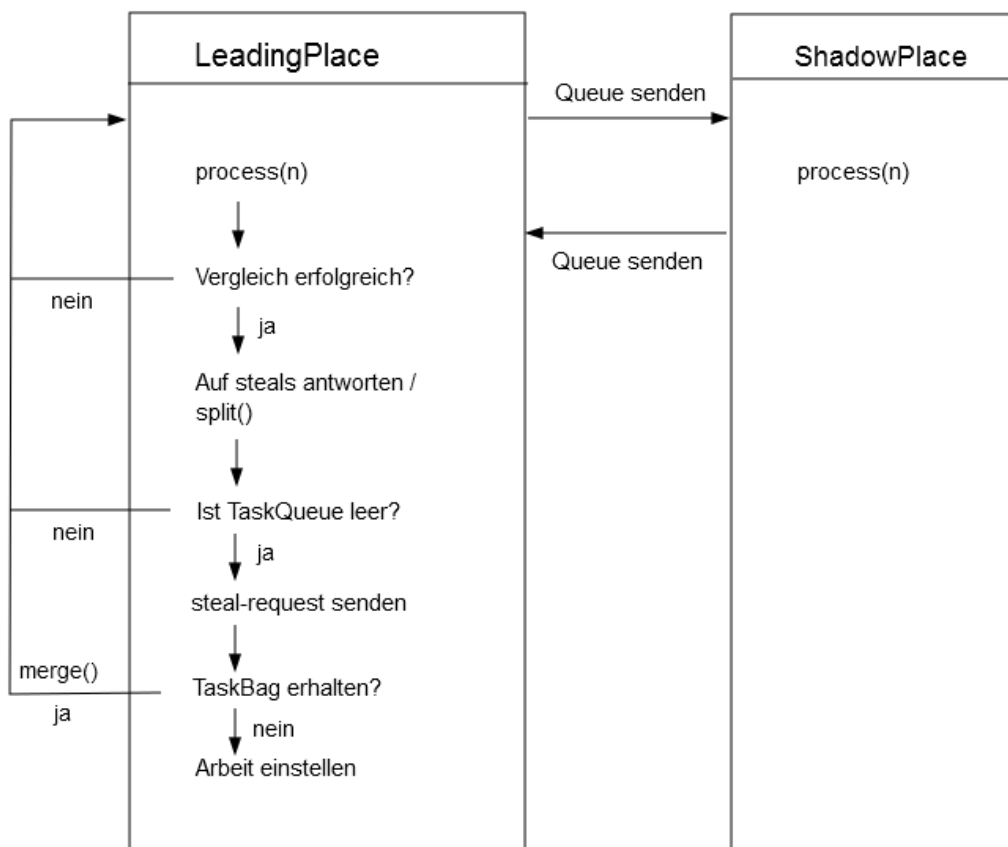 LeadingPlace
ShadowPlace
Queue senden
process(n)
process(n)
Queue senden
Vergleich erfolgreich?
nein
ja
Auf steals antworten /
split()
Ist TaskQueue leer?
nein
ja
steal-request senden
merge()
TaskBag erhalten?
ja
nein
Arbeit einstellen